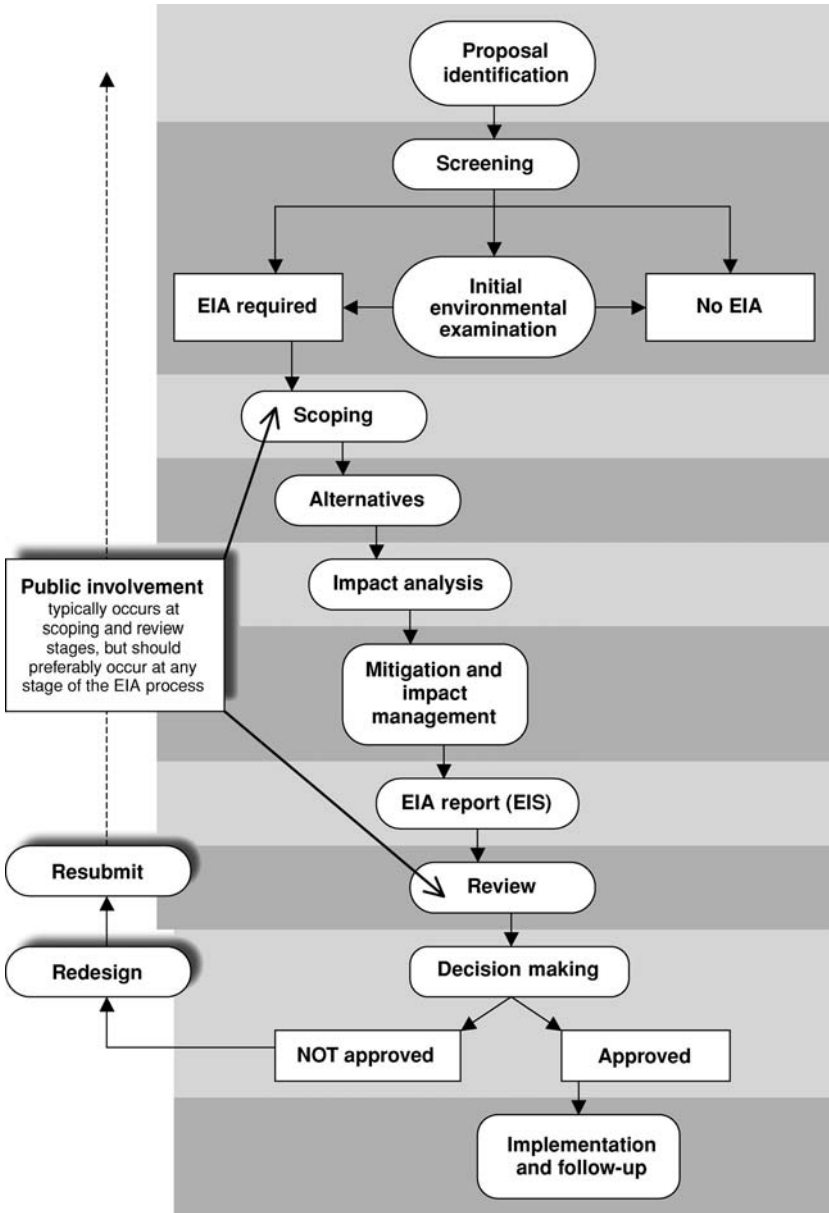 Proposal
identification
Screening
EIA required
Initial
environmental
examination
No EIA
Scoping
Alternatives
Public involvement
typically occurs at
scoping and review
stages, but should
preferably occur at any
stage of the EIA process
Impact analysis
Mitigation and
impact
management
EIA report (EIS)
Resubmit
Review
Redesign
Decision making
NOT approved
Approved
Implementation
and follow-up